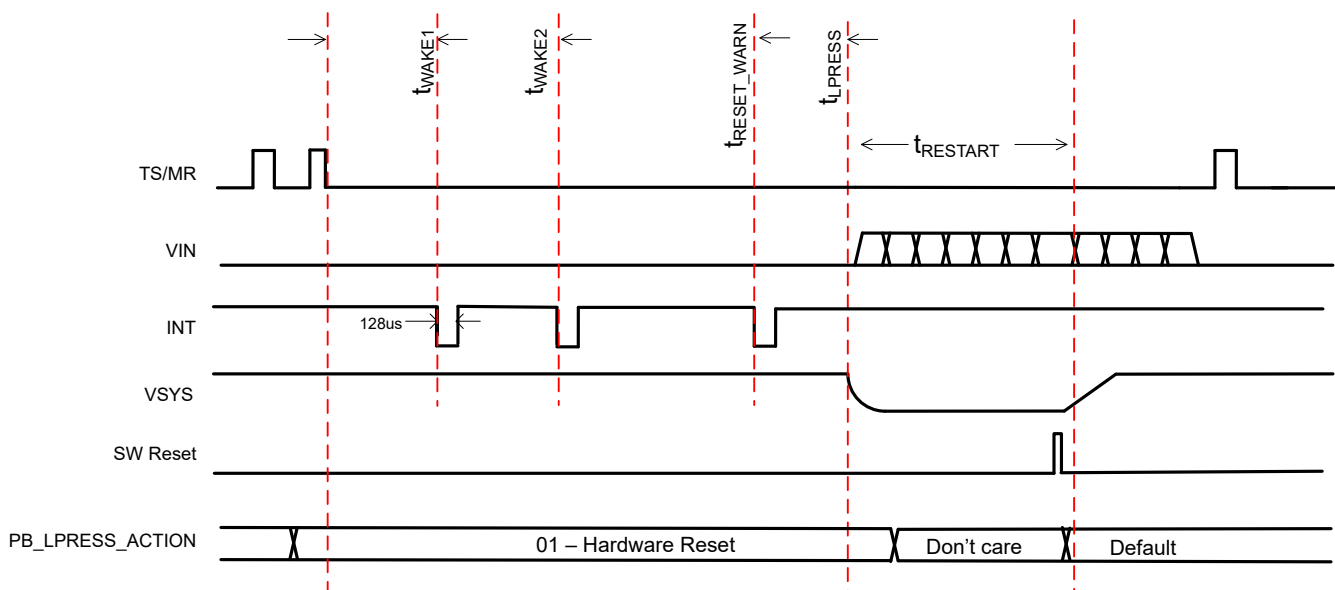 tWAKE1
tWAKE2
tRESET_WARN
tLPRESS
tRESTART
TS/MR
VIN
INT
128us
VSYS
SW Reset
PB_LPRESS_ACTION
01 – Hardware Reset
Don't care
Default